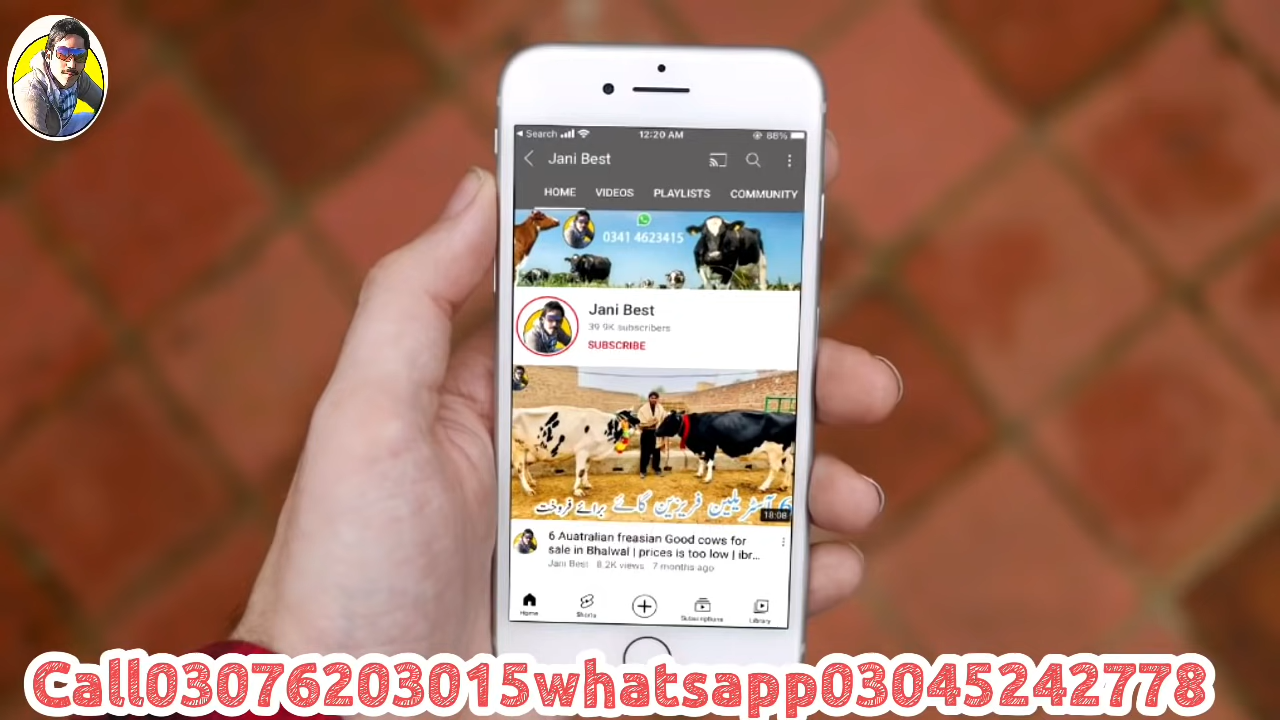 Search
12:20 AM
88%
Jani Best
HOME VIDEOS PLAYLISTS COMMUNITY
0341 4623415
Jani Best
39.9K subscribers
SUBSCRIBE
6 آسٹریلین فریزین گائے برائے فروخت
18:08
6 Auatralian freasian Good cows for
sale in Bhalwal | prices is too low | ibr...
Jani Best 8.2K views 7 months ago
Home Shorts Subscriptions Library
Call03076203015whatsapp03045242778